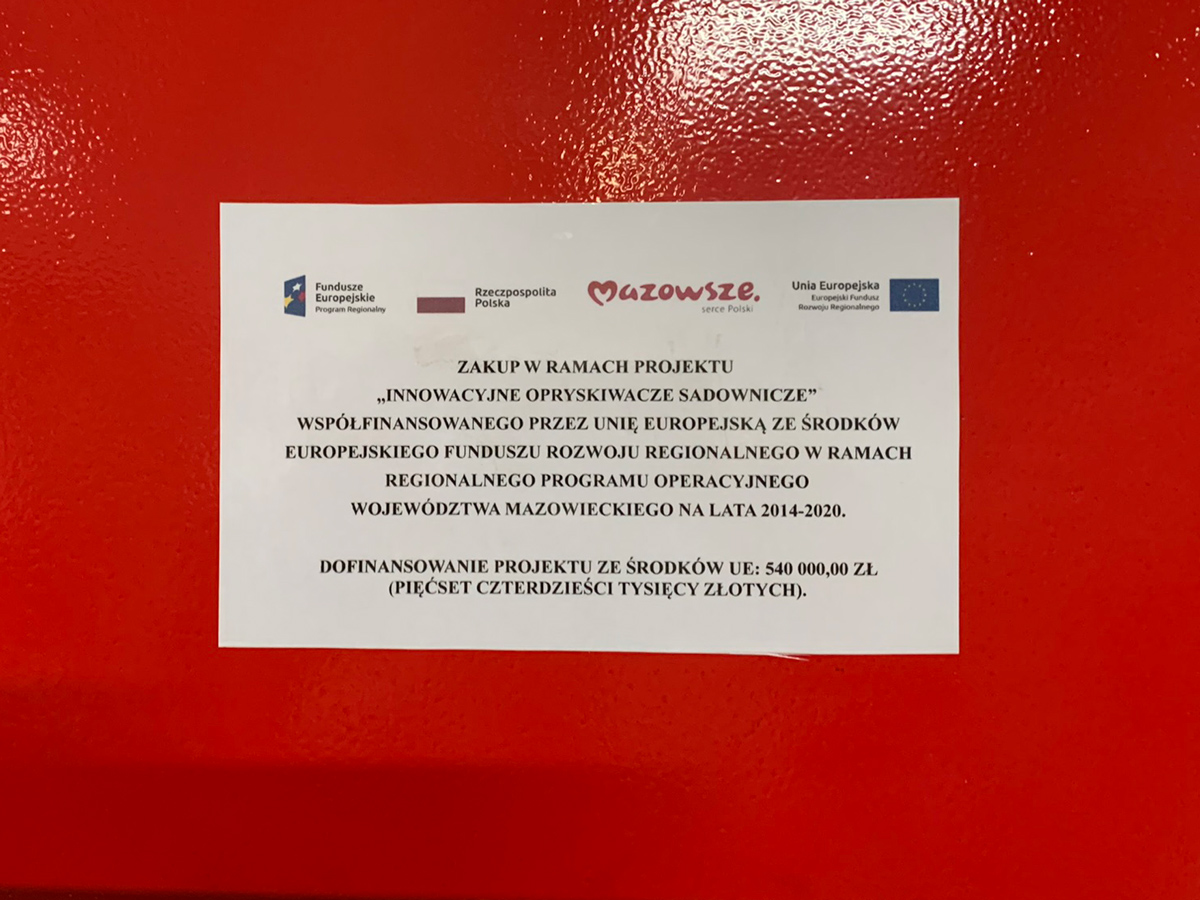 Fundusze
Europejskie
Program Regionalny
Rzeczpospolita
Polska
Mazowsze.
serce Polski
Unia Europejska
Europejski Fundusz
Rozwoju Regionalnego
ZAKUP W RAMACH PROJEKTU
„INNOWACYJNE OPRYSKIWACZE SADOWNICZE”
WSPÓŁFINANSOWANEGO PRZEZ UNIĘ EUROPEJSKĄ ZE ŚRODKÓW
EUROPEJSKIEGO FUNDUSZU ROZWOJU REGIONALNEGO W RAMACH
REGIONALNEGO PROGRAMU OPERACYJNEGO
WOJEWÓDZTWA MAZOWIECKIEGO NA LATA 2014-2020.
DOFINANSOWANIE PROJEKTU ZE ŚRODKÓW UE: 540 000,00 ZŁ
(PIĘĆSET CZTERDZIEŚCI TYSIĘCY ZŁOTYCH).